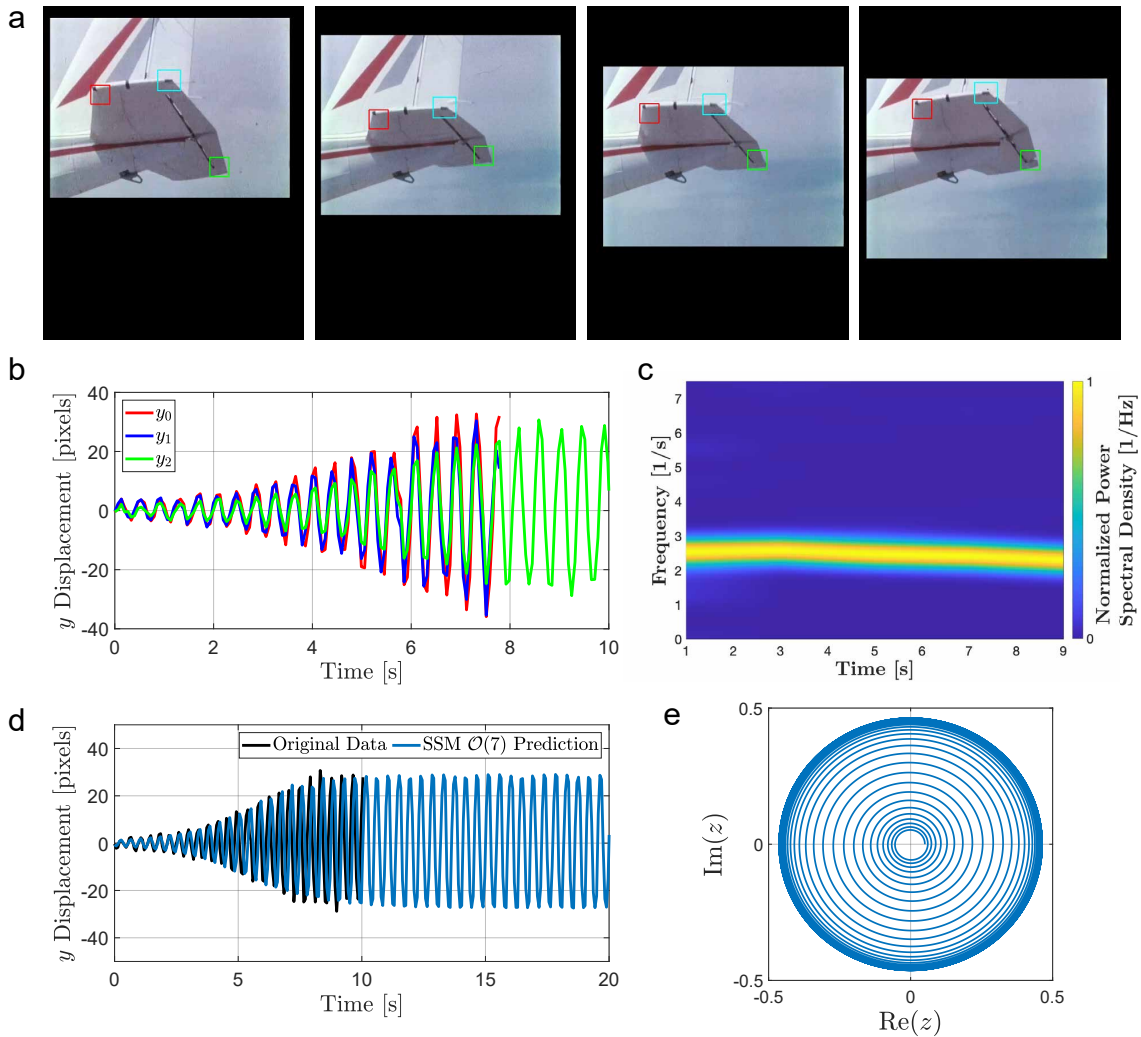 a
b
40
20
0
-20
-40
0
2
4
6
8
10
y Displacement [pixels]
Time [s]
y₀
y₁
y₂
c
7
6
5
4
3
2
1
0
1
2
3
4
5
6
7
8
9
Frequency [1/s]
Time [s]
1
0
Normalized Power
Spectral Density [1/Hz]
d
40
20
0
-20
-40
0
5
10
15
20
y Displacement [pixels]
Time [s]
Original Data
SSM 𝒪(7) Prediction
e
0.5
0
-0.5
-0.5
0
0.5
Im(z)
Re(z)